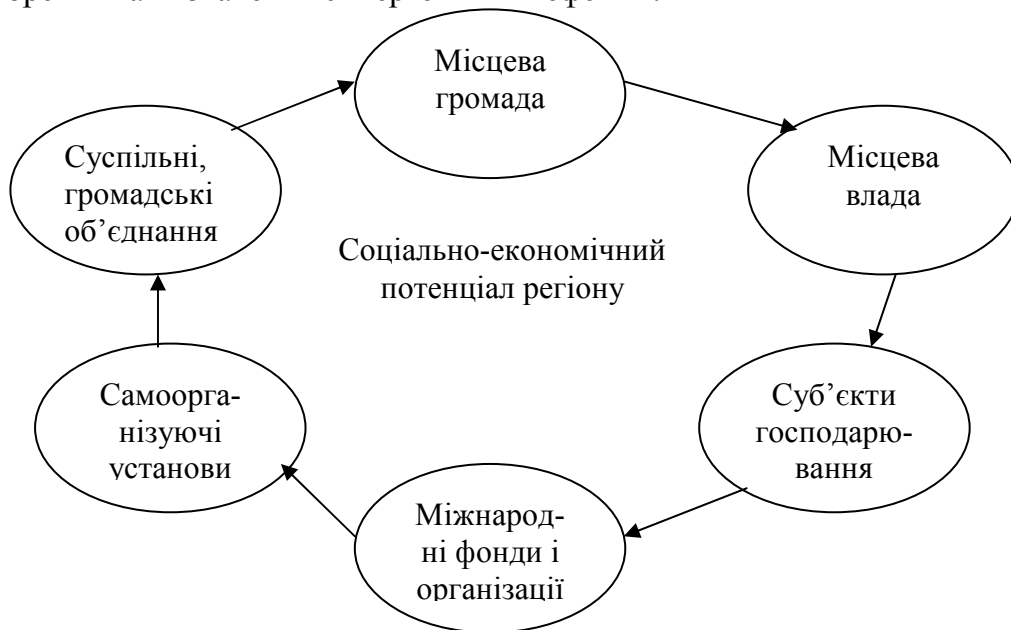 Місцева
громада
Місцева
влада
Суб’єкти
господарю-
вання
Міжнарод-
ні фонди і
організації
Самоорга-
нізуючі
установи
Суспільні,
громадські
об’єднання
Соціально-економічний
потенціал регіону